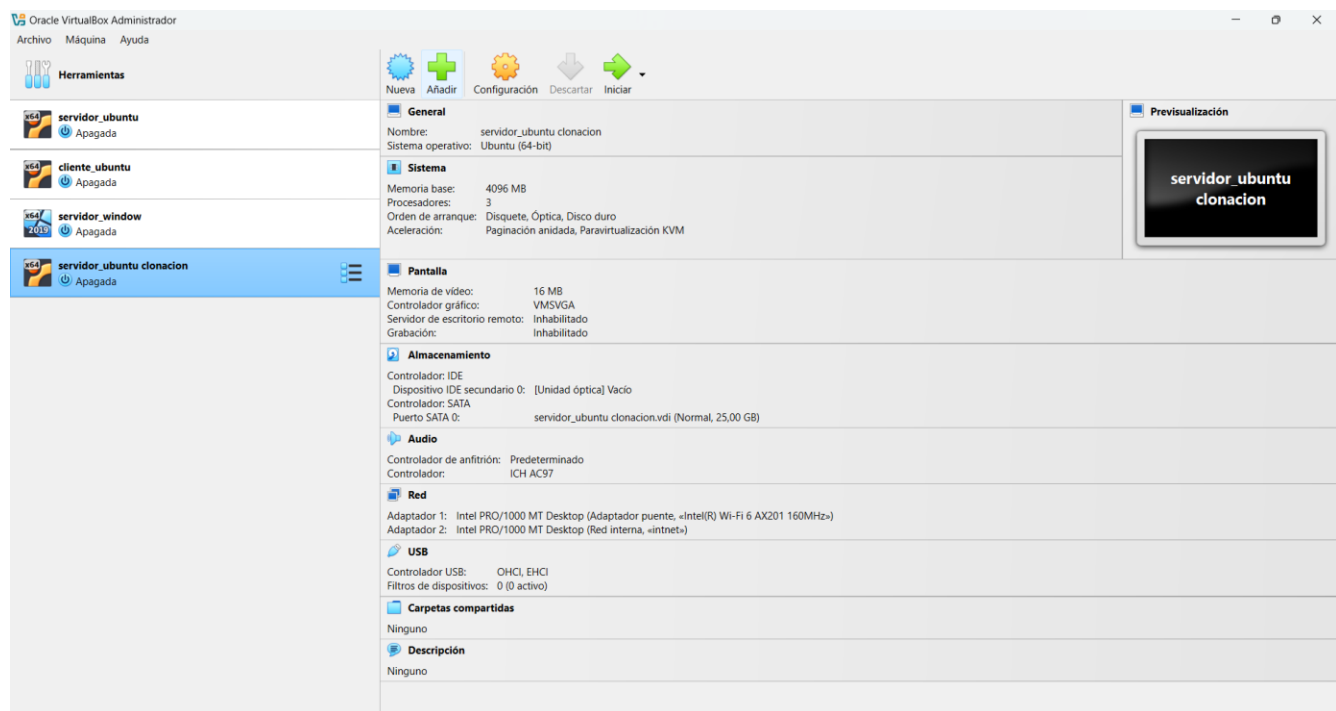 Oracle VirtualBox Administrador
Archivo Máquina Ayuda
Herramientas
x64
servidor_ubuntu
Apagada
x64
cliente_ubuntu
Apagada
x64
2019
servidor_window
Apagada
x64
servidor_ubuntu clonacion
Apagada
Nueva Añadir Configuración Descartar Iniciar
General
Nombre: servidor_ubuntu clonacion
Sistema operativo: Ubuntu (64-bit)
Sistema
Memoria base: 4096 MB
Procesadores: 3
Orden de arranque: Disquete, Óptica, Disco duro
Aceleración: Paginación anidada, Paravirtualización KVM
Previsualización
servidor_ubuntu
clonacion
Pantalla
Memoria de vídeo: 16 MB
Controlador gráfico: VMSVGA
Servidor de escritorio remoto: Inhabilitado
Grabación: Inhabilitado
Almacenamiento
Controlador: IDE
Dispositivo IDE secundario 0: [Unidad óptica] Vacío
Controlador: SATA
Puerto SATA 0: servidor_ubuntu clonacion.vdi (Normal, 25,00 GB)
Audio
Controlador de anfitrión: Predeterminado
Controlador: ICH AC97
Red
Adaptador 1: Intel PRO/1000 MT Desktop (Adaptador puente, «Intel(R) Wi-Fi 6 AX201 160MHz»)
Adaptador 2: Intel PRO/1000 MT Desktop (Red interna, «intnet»)
USB
Controlador USB: OHCI, EHCI
Filtros de dispositivos: 0 (0 activo)
Carpetas compartidas
Ninguno
Descripción
Ninguno